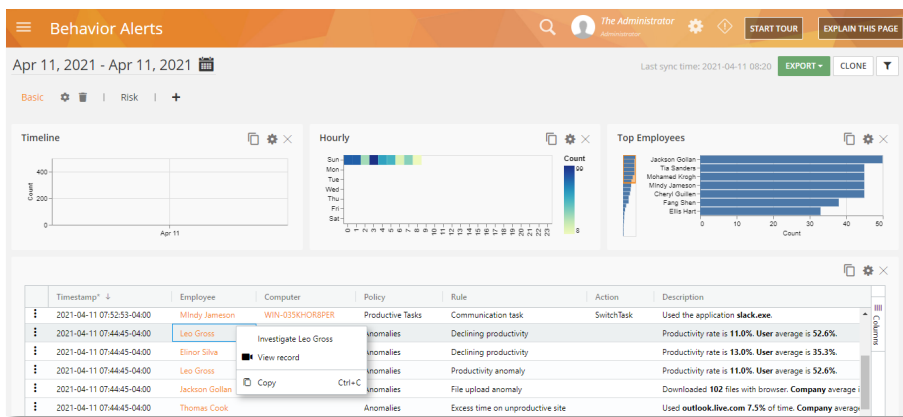 Behavior Alerts
The Administrator
Administrator
START TOUR
EXPLAIN THIS PAGE
Apr 11, 2021 - Apr 11, 2021
Last sync time: 2021-04-11 08:20
EXPORT
CLONE
Basic | Risk | +
Timeline
400
200
0
Count
Apr 11
Hourly
Sun
Mon
Tue
Wed
Thu
Fri
Sat
0 1 2 3 4 5 6 7 8 9 10 11 12 13 14 15 16 17 18 19 20 21 22 23
Count
99
8
Top Employees
Jackson Gollan
Tia Sanders
Mohamed Krogh
Mindy Jameson
Cheryl Guillen
Fang Shen
Ellis Hart
0 10 20 30 40 50
Count
Timestamp* ↓ Employee Computer Policy Rule Action Description
2021-04-11 07:52:53-04:00 Mindy Jameson WIN-035KHOR8PER Productive Tasks Communication task SwitchTask Used the application slack.exe.
2021-04-11 07:44:45-04:00 Leo Gross Anomalies Declining productivity Productivity rate is 11.0%. User average is 52.6%.
2021-04-11 07:44:45-04:00 Elinor Silva Anomalies Declining productivity Productivity rate is 13.0%. User average is 35.3%.
2021-04-11 07:44:45-04:00 Leo Gross Anomalies Productivity anomaly Productivity rate is 11.0%. User average is 52.6%.
2021-04-11 07:44:45-04:00 Jackson Gollan Anomalies File upload anomaly Downloaded 102 files with browser. Company average i
2021-04-11 07:44:45-04:00 Thomas Cook Anomalies Excess time on unproductive site Used outlook.live.com 7.5% of time. Company average
Investigate Leo Gross
View record
Copy Ctrl+C
Columns